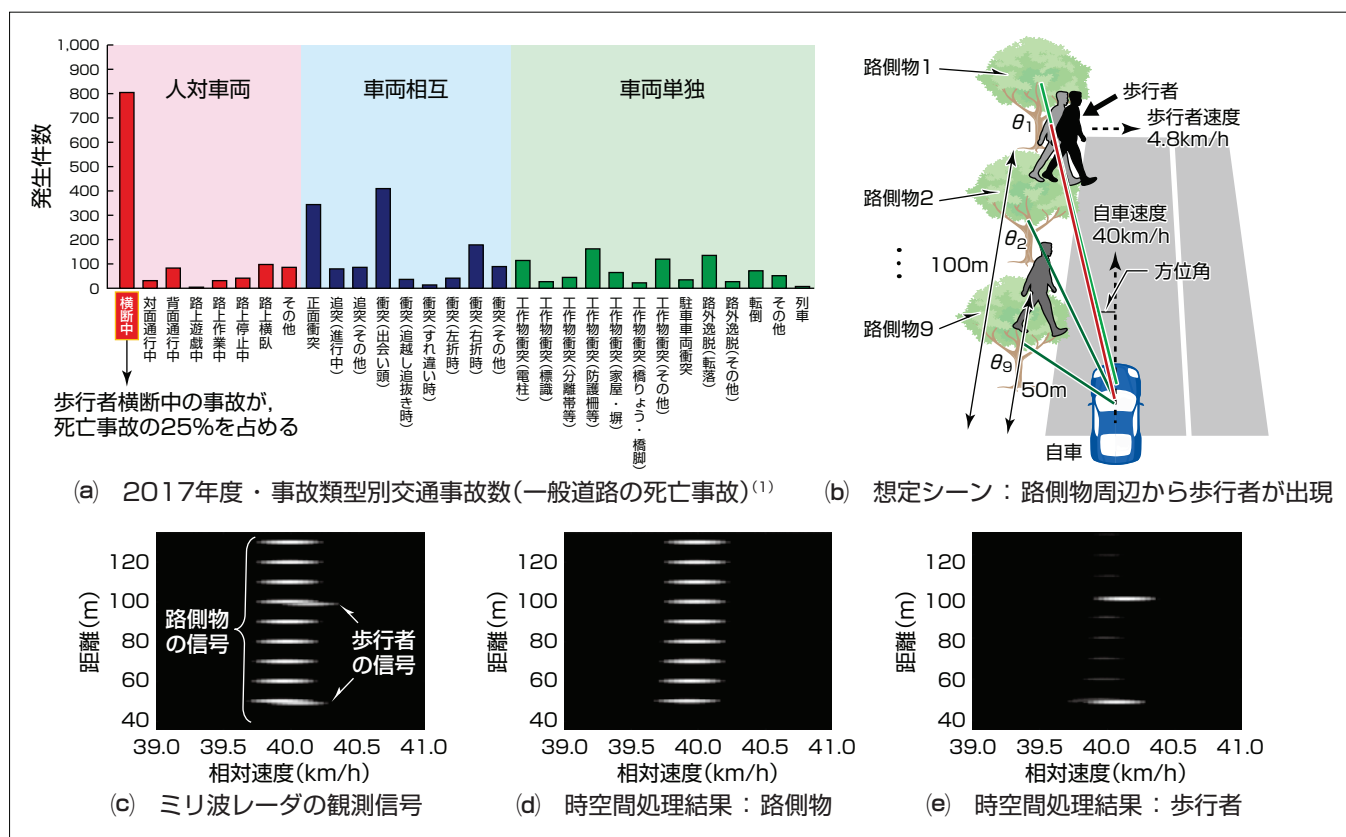 1,000
900
800
700
600
500
400
300
200
100
0
発生件数
人対車両
車両相互
車両単独
横断中
対面通行中
背面通行中
路上遊戯中
路上作業中
路上停止中
路上横臥
その他
正面衝突
追突(進行中)
追突(その他)
衝突(出会い頭)
衝突(追越し追抜き時)
衝突(すれ違い時)
衝突(左折時)
衝突(右折時)
衝突(その他)
工作物衝突(電柱)
工作物衝突(標識)
工作物衝突(分離帯等)
工作物衝突(防護柵等)
工作物衝突(家屋・塀)
工作物衝突(橋りょう・橋脚)
工作物衝突(その他)
駐車車両衝突
路外逸脱(転落)
路外逸脱(その他)
転倒
その他
列車
歩行者横断中の事故が,
死亡事故の25%を占める
(a) 2017年度・事故類型別交通事故数(一般道路の死亡事故)(1)
路側物1
歩行者
歩行者速度
4.8km/h
θ1
路側物2
θ2
自車速度
40km/h
⋮
100m
方位角
路側物9
θ9
50m
自車
(b) 想定シーン:路側物周辺から歩行者が出現
距離(m)
120
100
80
60
40
路側物
の信号
歩行者
の信号
39.0 39.5 40.0 40.5 41.0
相対速度(km/h)
(c) ミリ波レーダの観測信号
距離(m)
120
100
80
60
40
39.0 39.5 40.0 40.5 41.0
相対速度(km/h)
(d) 時空間処理結果:路側物
距離(m)
120
100
80
60
40
39.0 39.5 40.0 40.5 41.0
相対速度(km/h)
(e) 時空間処理結果:歩行者